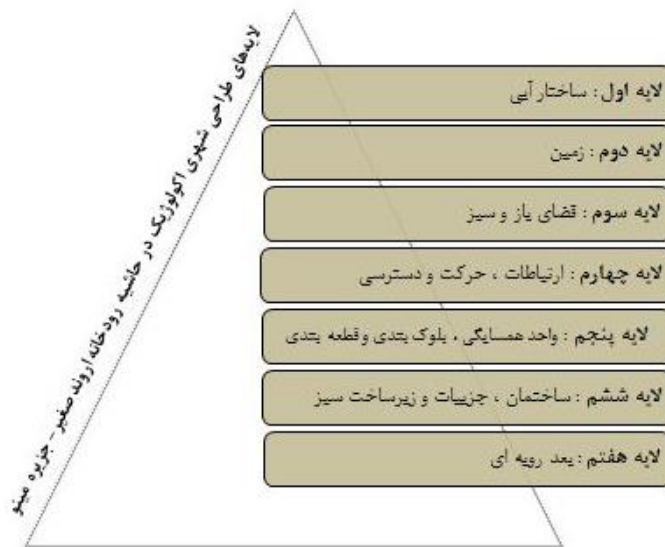 لایه‌های طراحی شهری اکولوژیک در حاشیه رودخانه اروند صغیر - جزیره مینو
لایه اول : ساختار آبی
لایه دوم : زمین
لایه سوم : فضای باز و سبز
لایه چهارم : ارتباطات ، حرکت و دسترسی
لایه پنجم : واحد همسایگی ، بلوک بندی و قطعه بندی
لایه ششم : ساختمان ، جزییات و زیرساخت سبز
لایه هفتم : بعد رویه ای